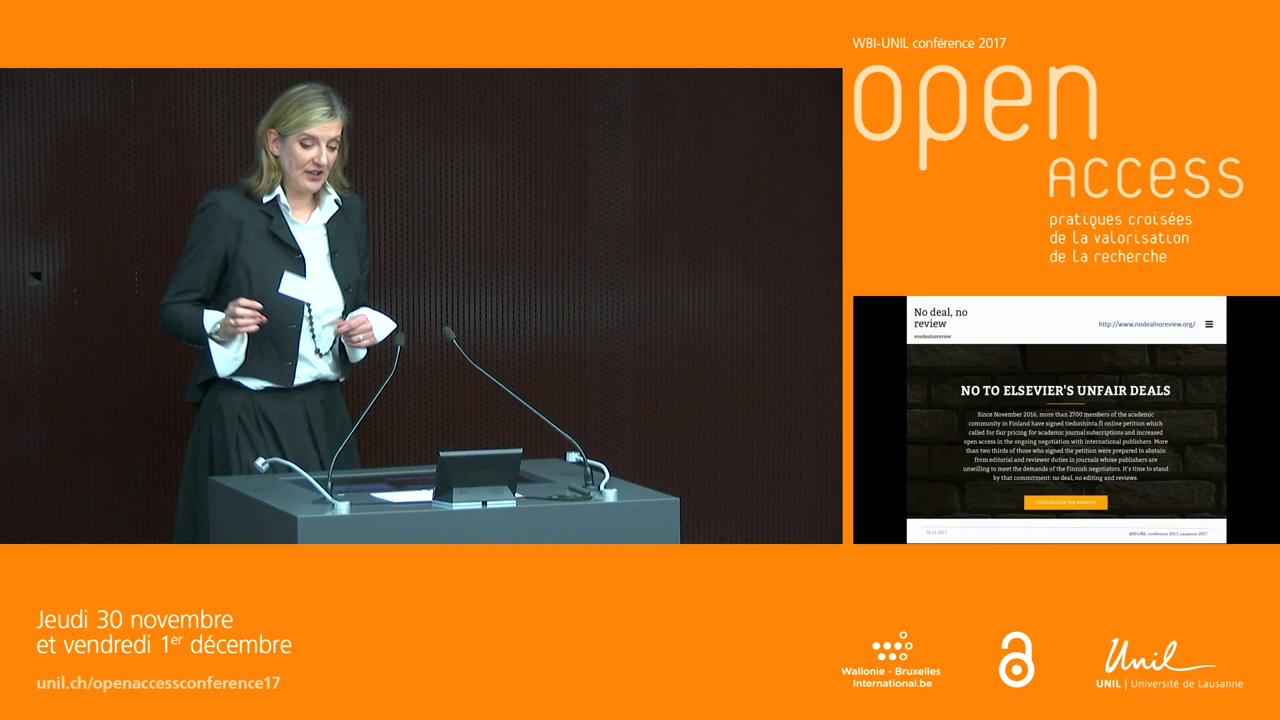 WBI-UNIL conférence 2017
open
access
pratiques croisées
de la valorisation
de la recherche
No deal, no
review
#nodealnoreview
http://www.nodealnoreview.org/
NO TO ELSEVIER'S UNFAIR DEALS
Since November 2016, more than 2700 members of the academic
community in Finland have signed tiedonhinta.fi online petition which
called for fair pricing for academic journal subscriptions and increased
open access in the ongoing negotiation with international publishers. More
than two thirds of those who signed the petition were prepared to abstain
from editorial and reviewer duties in journals whose publishers are
unwilling to meet the demands of the Finnish negotiators. It's time to stand
by that commitment: no deal, no editing and reviews.
30.11.2017
WBI-UNIL conférence 2017, Lausanne 2017
Jeudi 30 novembre
et vendredi 1er décembre
unil.ch/openaccessconference17
Wallonie - Bruxelles
International.be
Unil
UNIL | Université de Lausanne